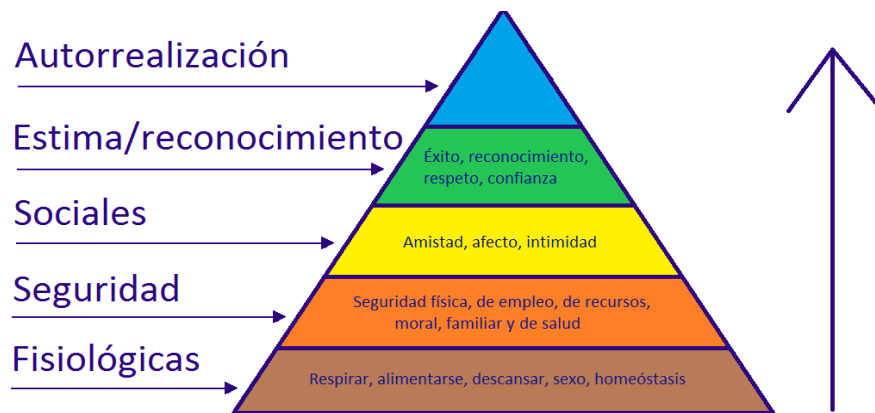 Autorrealización
Estima/reconocimiento
Éxito, reconocimiento,
respeto, confianza
Sociales
Amistad, afecto, intimidad
Seguridad
Seguridad física, de empleo, de recursos,
moral, familiar y de salud
Fisiológicas
Respirar, alimentarse, descansar, sexo, homeóstasis